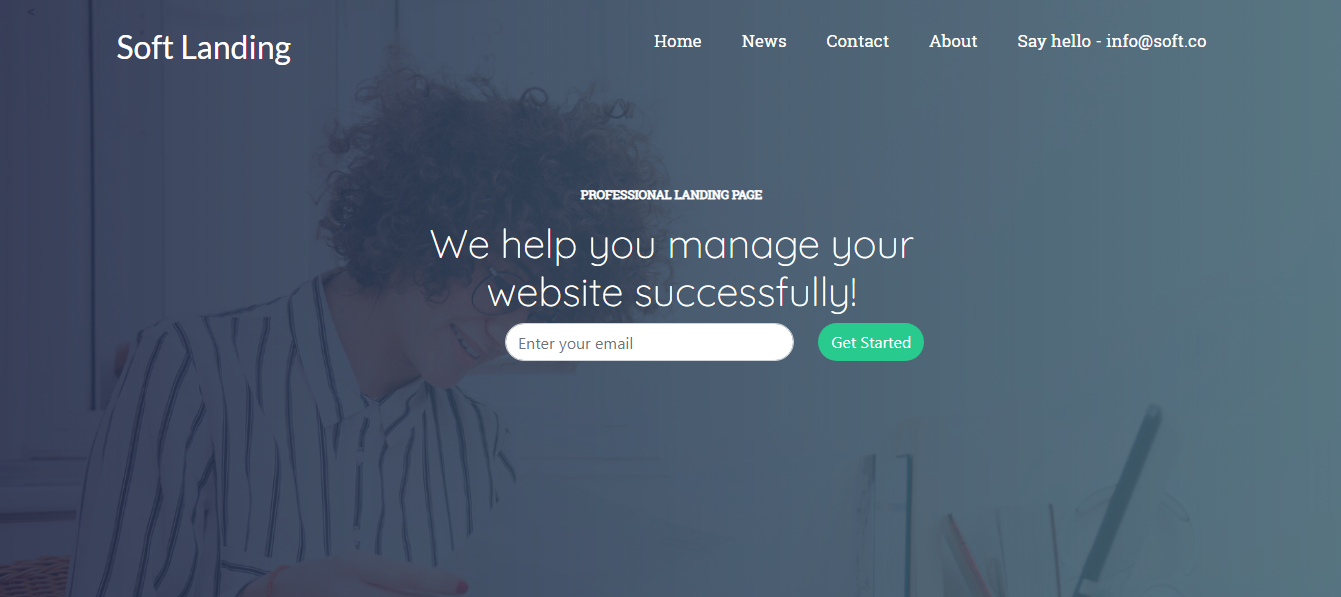 <
Soft Landing
Home News Contact About Say hello - info@soft.co
PROFESSIONAL LANDING PAGE
We help you manage your
website successfully!
Enter your email Get Started